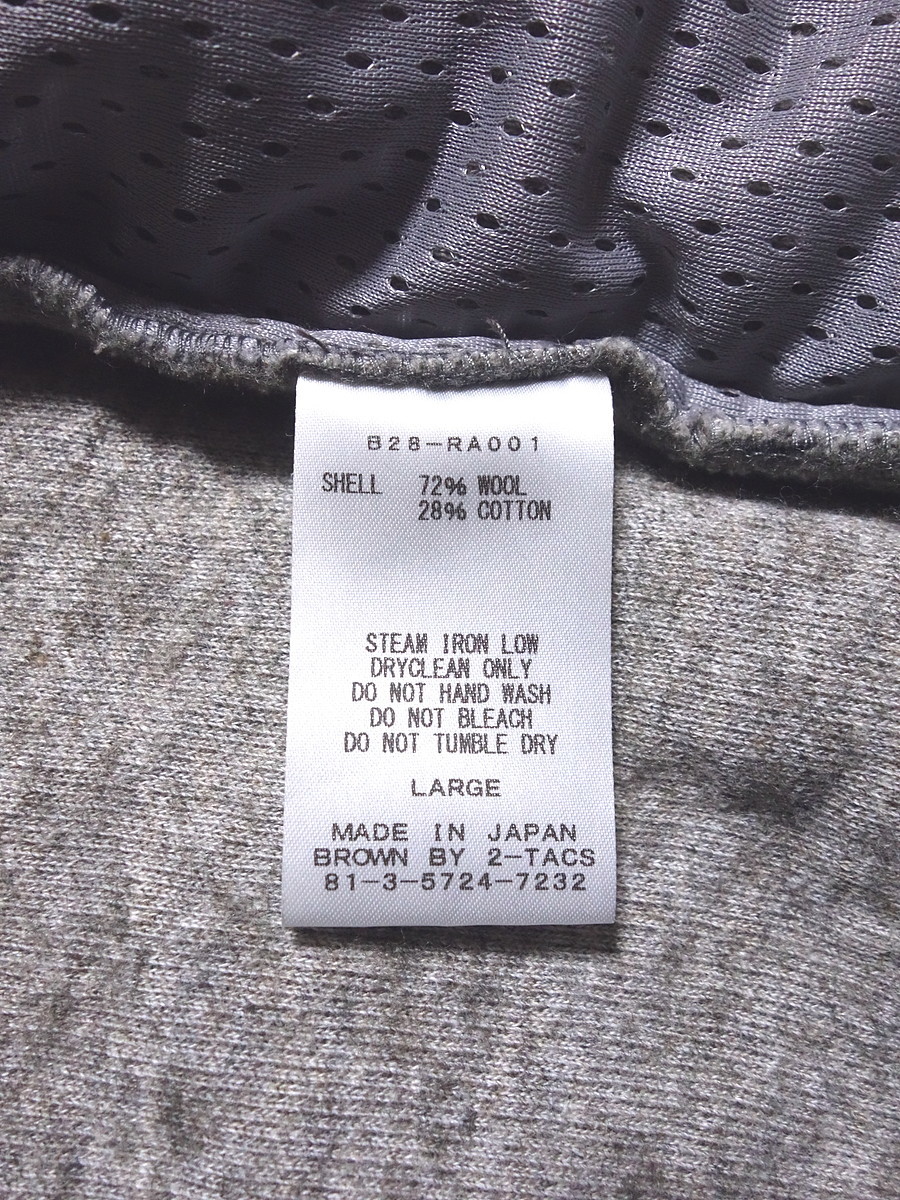 B28-RA001
SHELL 72% WOOL
28% COTTON
STEAM IRON LOW
DRYCLEAN ONLY
DO NOT HAND WASH
DO NOT BLEACH
DO NOT TUMBLE DRY
LARGE
MADE IN JAPAN
BROWN BY 2-TACS
81-3-5724-7232